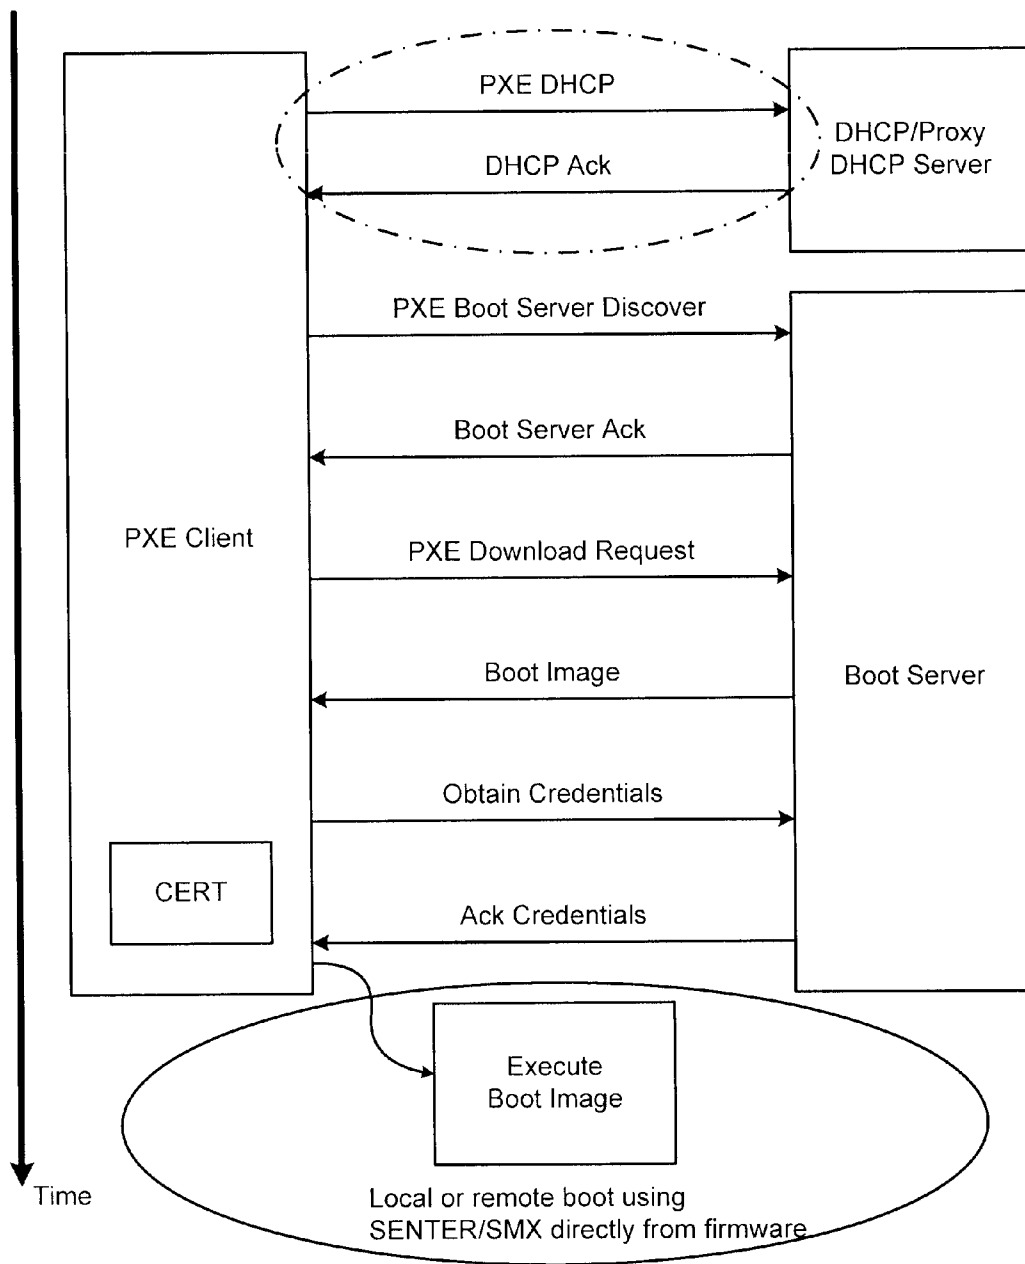 PXE DHCP
DHCP/Proxy
DHCP Server
DHCP Ack
PXE Boot Server Discover
Boot Server Ack
PXE Client
PXE Download Request
Boot Image
Boot Server
Obtain Credentials
CERT
Ack Credentials
Execute
Boot Image
Time
Local or remote boot using
SENTER/SMX directly from firmware